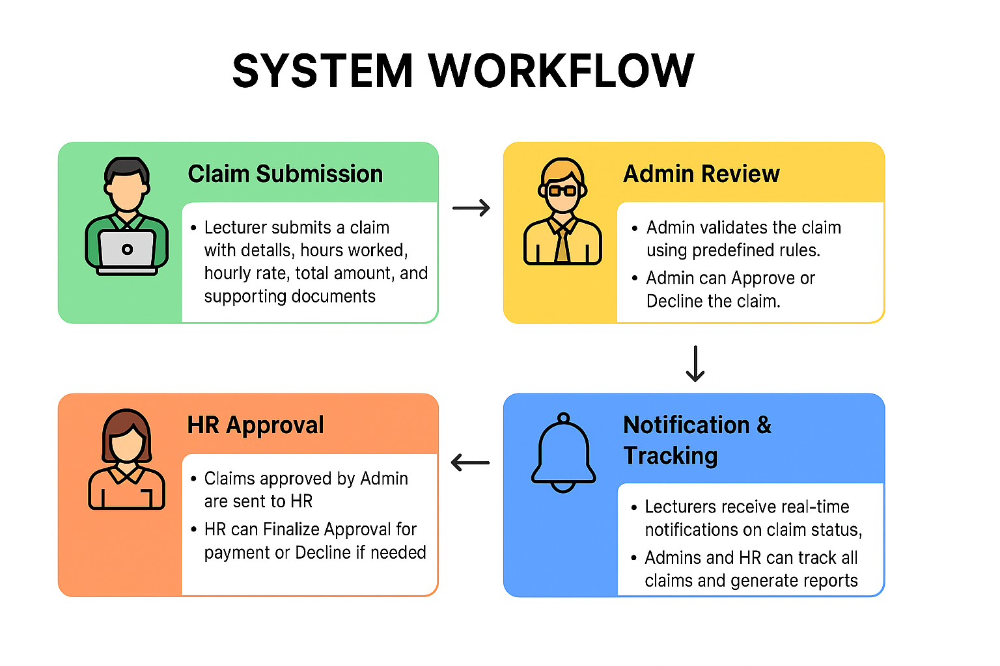 SYSTEM WORKFLOW
Claim Submission
• Lecturer submits a claim
with detalls, hours worked,
hourly rate, total amount, and
supporting documents
Admin Review
• Admin validates the claim
using predefined rules.
• Admin can Approve or
Decline the claim.
Notification &
Tracking
• Lecturers receive real-time
notifications on claim status,
• Admins and HR can track all
claims and generate reports
HR Approval
• Claims approved by Admin
are sent to HR
• HR can Finalize Approval for
payment or Decline if needed